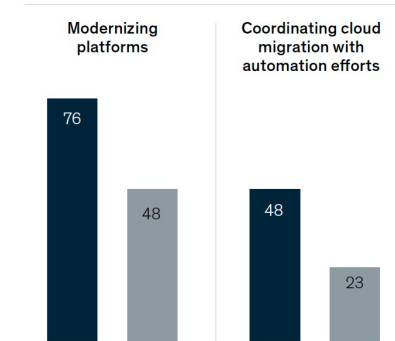 Modernizing
platforms
76
48
Coordinating cloud
migration with
automation efforts
48
23